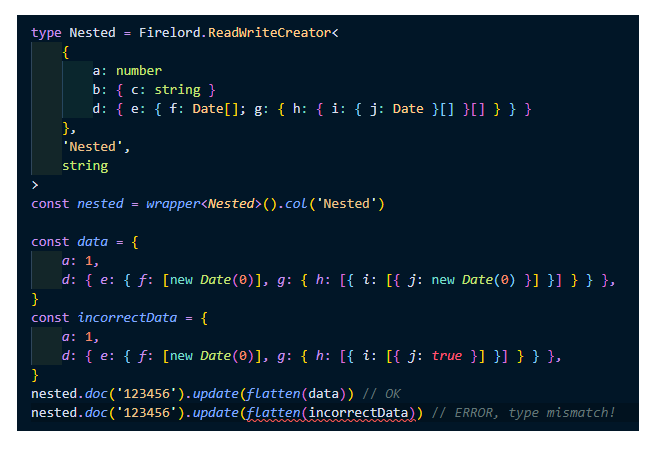 type Nested = Firelord.ReadWriteCreator<
    {
        a: number
        b: { c: string }
        d: { e: { f: Date[]; g: { h: { i: { j: Date }[] }[] } } }
    },
    'Nested',
    string
>
const nested = wrapper<Nested>().col('Nested')

const data = {
    a: 1,
    d: { e: { f: [new Date(0)], g: { h: [{ i: [{ j: new Date(0) }] }] } } },
}
const incorrectData = {
    a: 1,
    d: { e: { f: [new Date(0)], g: { h: [{ i: [{ j: true }] }] } } },
}
nested.doc('123456').update(flatten(data)) // OK
nested.doc('123456').update(flatten(incorrectData)) // ERROR, type mismatch!